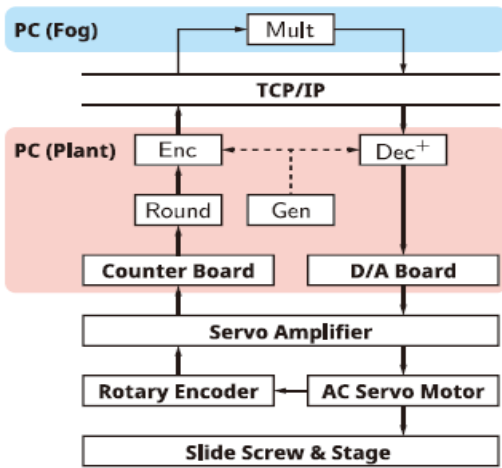 PC (Fog)
Mult
TCP/IP
PC (Plant)
Enc
Dec⁺
Round
Gen
Counter Board
D/A Board
Servo Amplifier
Rotary Encoder
AC Servo Motor
Slide Screw & Stage